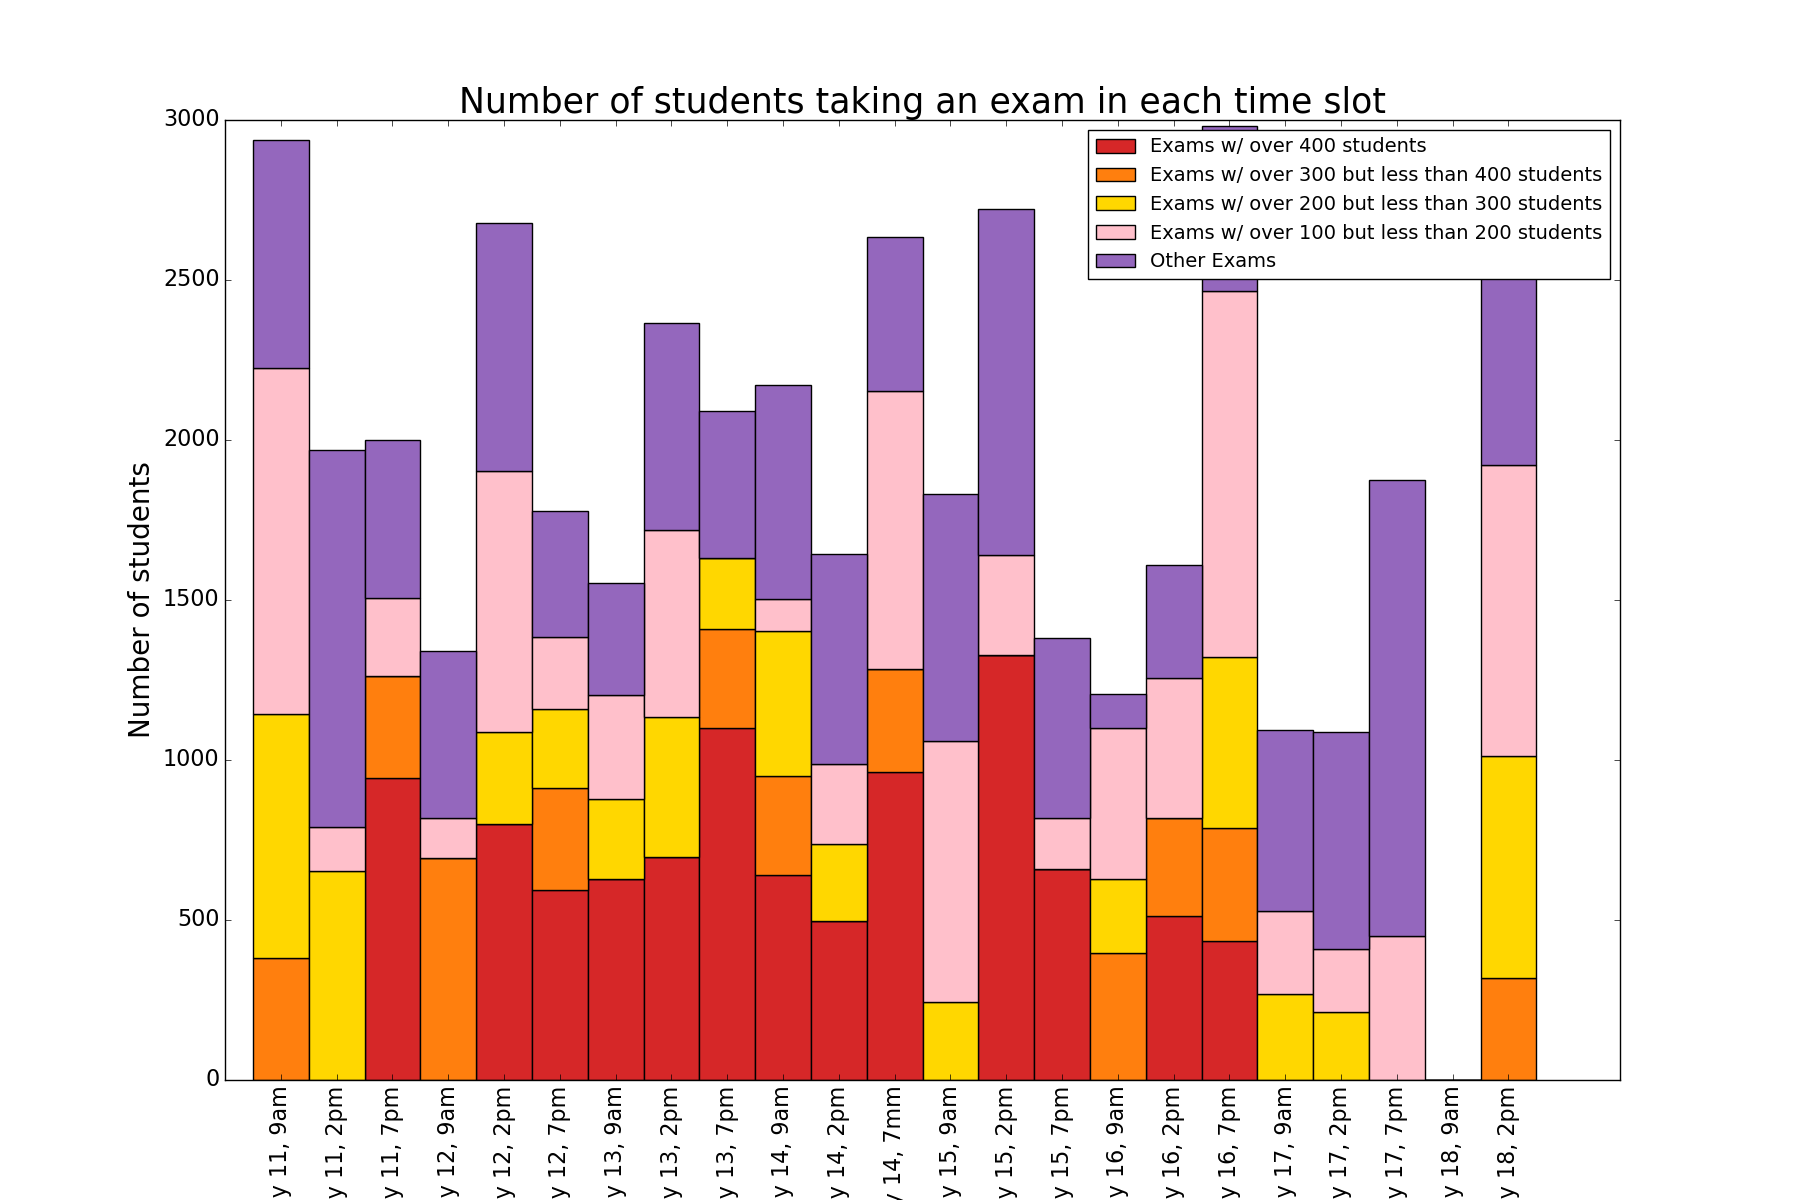 Number of students taking an exam in each time slot
Exams w/ over 400 students
Exams w/ over 300 but less than 400 students
Exams w/ over 200 but less than 300 students
Exams w/ over 100 but less than 200 students
Other Exams
Number of students
3000
2500
2000
1500
1000
500
0
y 11, 9am
y 11, 2pm
y 11, 7pm
y 12, 9am
y 12, 2pm
y 12, 7pm
y 13, 9am
y 13, 2pm
y 13, 7pm
y 14, 9am
y 14, 2pm
y 14, 7mm
y 15, 9am
y 15, 2pm
y 15, 7pm
y 16, 9am
y 16, 2pm
y 16, 7pm
y 17, 9am
y 17, 2pm
y 17, 7pm
y 18, 9am
y 18, 2pm